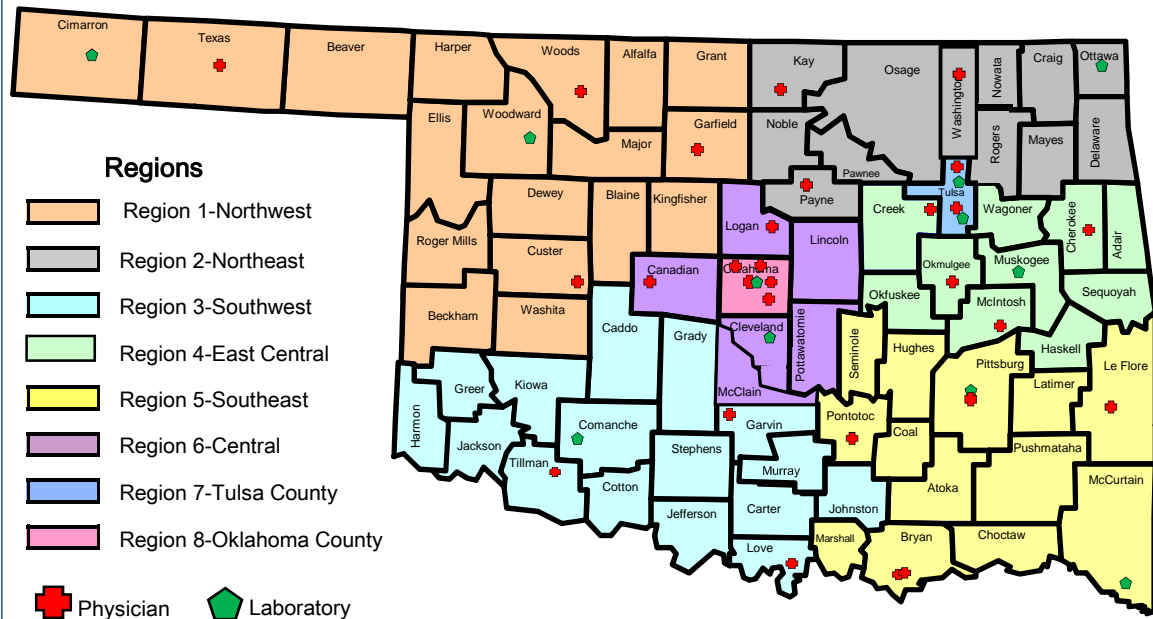 Cimarron
Texas
Beaver
Harper
Woods
Alfalfa
Grant
Kay
Osage
Washington
Nowata
Craig
Ottawa
Ellis
Woodward
Major
Garfield
Noble
Pawnee
Rogers
Mayes
Delaware
Regions
Region 1-Northwest
Region 2-Northeast
Region 3-Southwest
Region 4-East Central
Region 5-Southeast
Region 6-Central
Region 7-Tulsa County
Region 8-Oklahoma County
Physician
Laboratory
Dewey
Blaine
Kingfisher
Logan
Payne
Creek
Tulsa
Wagoner
Cherokee
Adair
Roger Mills
Custer
Canadian
Oklahoma
Lincoln
Okmulgee
Muskogee
Sequoyah
Beckham
Washita
Caddo
Grady
Cleveland
Pottawatomie
Seminole
Okfuskee
McIntosh
Hughes
Haskell
Pittsburg
Latimer
Le Flore
Harmon
Greer
Kiowa
McClain
Jackson
Comanche
Stephens
Garvin
Pontotoc
Coal
Pushmataha
McCurtain
Tillman
Cotton
Murray
Atoka
Jefferson
Carter
Johnston
Love
Marshall
Bryan
Choctaw